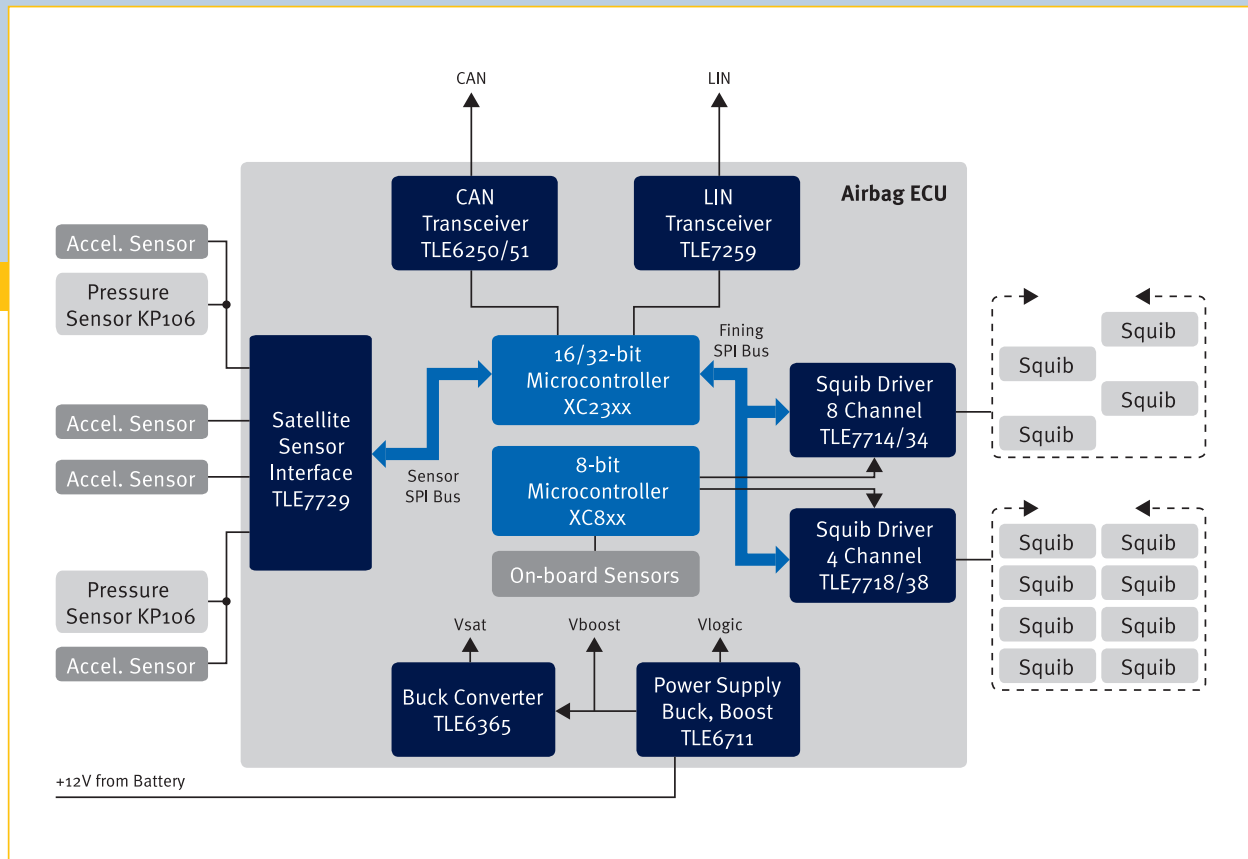 CAN
LIN
Airbag ECU
CAN
Transceiver
TLE6250/51
LIN
Transceiver
TLE7259
Accel. Sensor
Pressure
Sensor KP106
Accel. Sensor
Accel. Sensor
Pressure
Sensor KP106
Accel. Sensor
Satellite
Sensor
Interface
TLE7729
Sensor
SPI Bus
16/32-bit
Microcontroller
XC23xx
8-bit
Microcontroller
XC8xx
On-board Sensors
Fining
SPI Bus
Squib Driver
8 Channel
TLE7714/34
Squib Driver
4 Channel
TLE7718/38
Squib
Squib
Squib
Squib
Squib Squib
Squib Squib
Squib Squib
Squib Squib
Vsat
Vboost
Vlogic
Buck Converter
TLE6365
Power Supply
Buck, Boost
TLE6711
+12V from Battery